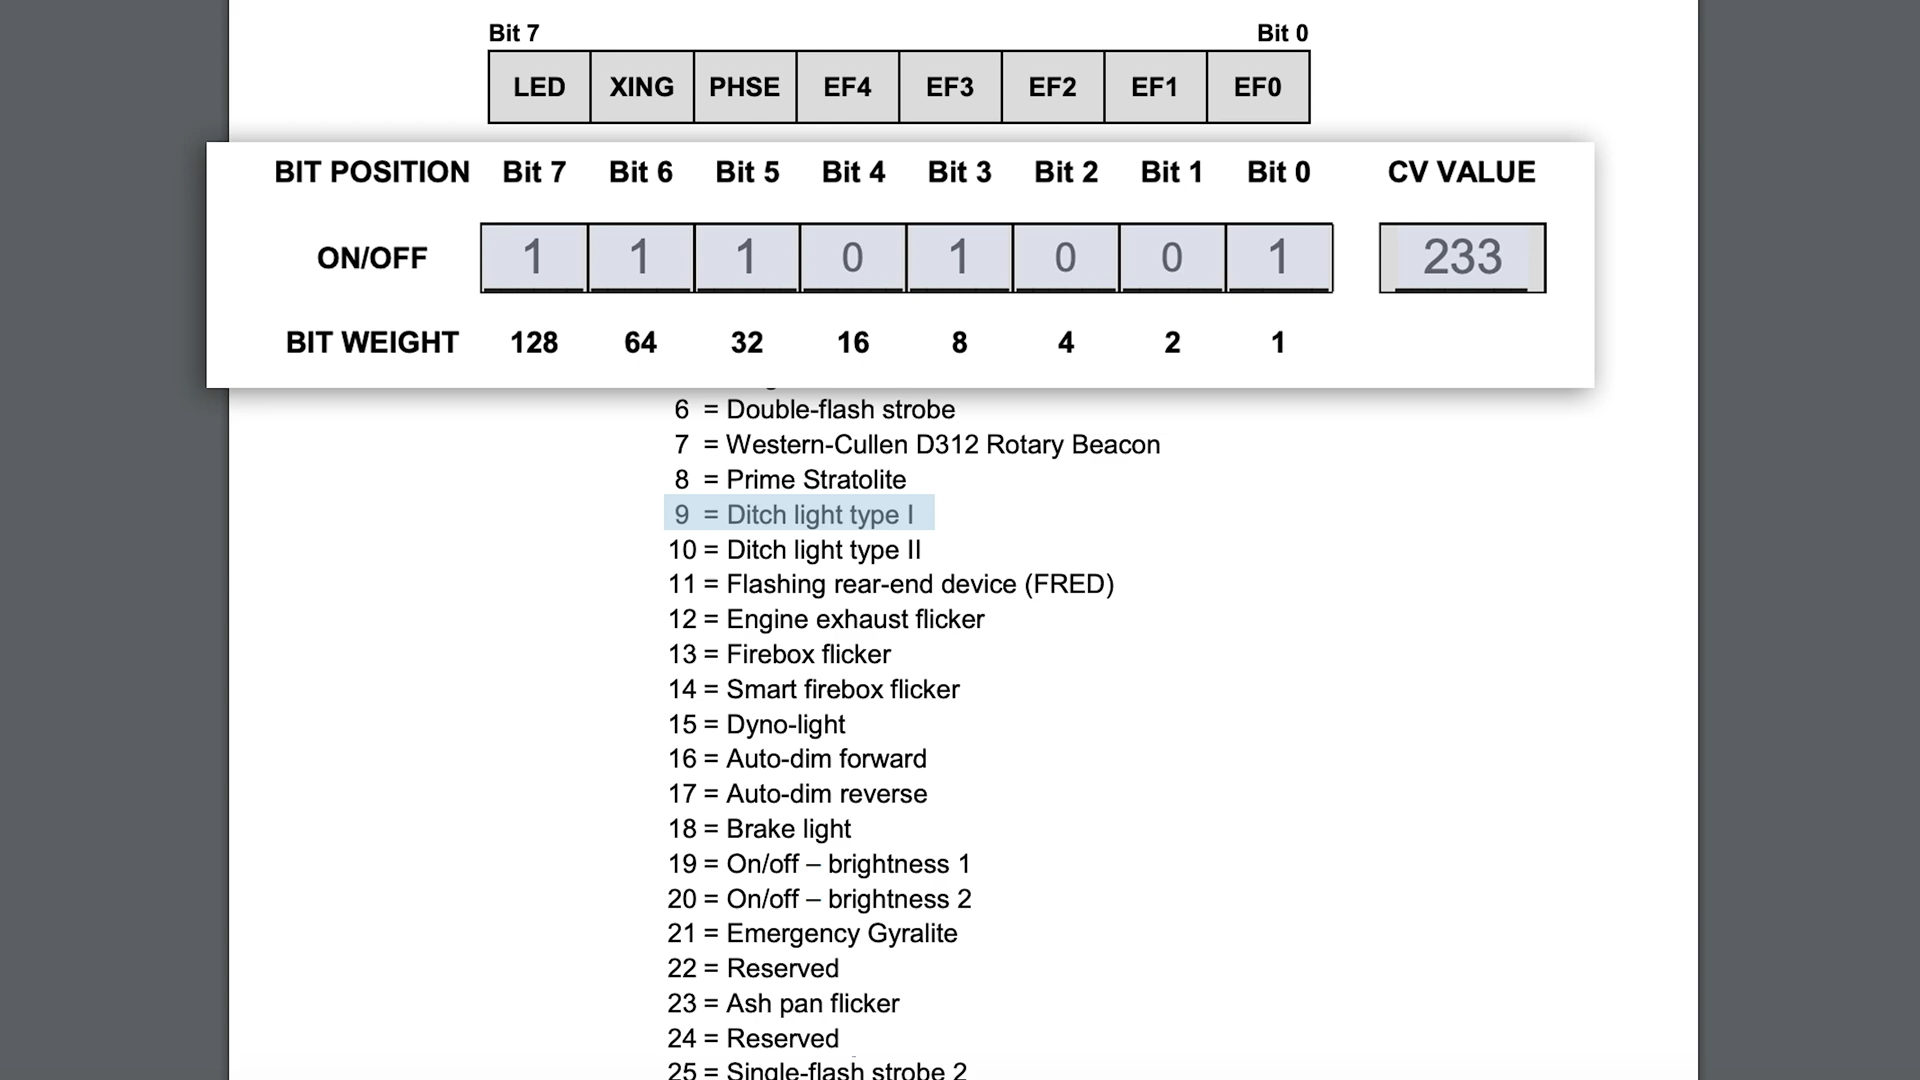 Bit 7 Bit 0
LED XING PHSE EF4 EF3 EF2 EF1 EF0
BIT POSITION Bit 7 Bit 6 Bit 5 Bit 4 Bit 3 Bit 2 Bit 1 Bit 0 CV VALUE
ON/OFF 1 1 1 0 1 0 0 1 233
BIT WEIGHT 128 64 32 16 8 4 2 1
6 = Double-flash strobe
7 = Western-Cullen D312 Rotary Beacon
8 = Prime Stratolite
9 = Ditch light type I
10 = Ditch light type II
11 = Flashing rear-end device (FRED)
12 = Engine exhaust flicker
13 = Firebox flicker
14 = Smart firebox flicker
15 = Dyno-light
16 = Auto-dim forward
17 = Auto-dim reverse
18 = Brake light
19 = On/off – brightness 1
20 = On/off – brightness 2
21 = Emergency Gyralite
22 = Reserved
23 = Ash pan flicker
24 = Reserved
25 = Single-flash strobe 2